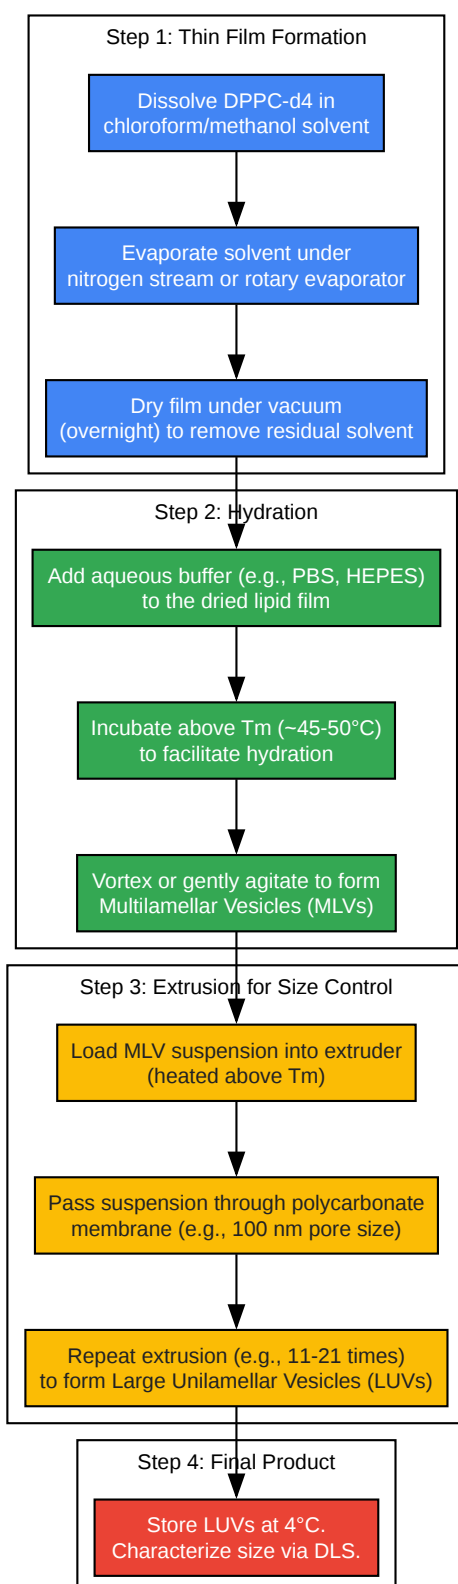 Step 1: Thin Film Formation
Dissolve DPPC-d4 in
chloroform/methanol solvent
Evaporate solvent under
nitrogen stream or rotary evaporator
Dry film under vacuum
(overnight) to remove residual solvent
Step 2: Hydration
Add aqueous buffer (e.g., PBS, HEPES)
to the dried lipid film
Incubate above Tm (~45-50°C)
to facilitate hydration
Vortex or gently agitate to form
Multilamellar Vesicles (MLVs)
Step 3: Extrusion for Size Control
Load MLV suspension into extruder
(heated above Tm)
Pass suspension through polycarbonate
membrane (e.g., 100 nm pore size)
Repeat extrusion (e.g., 11-21 times)
to form Large Unilamellar Vesicles (LUVs)
Step 4: Final Product
Store LUVs at 4°C.
Characterize size via DLS.